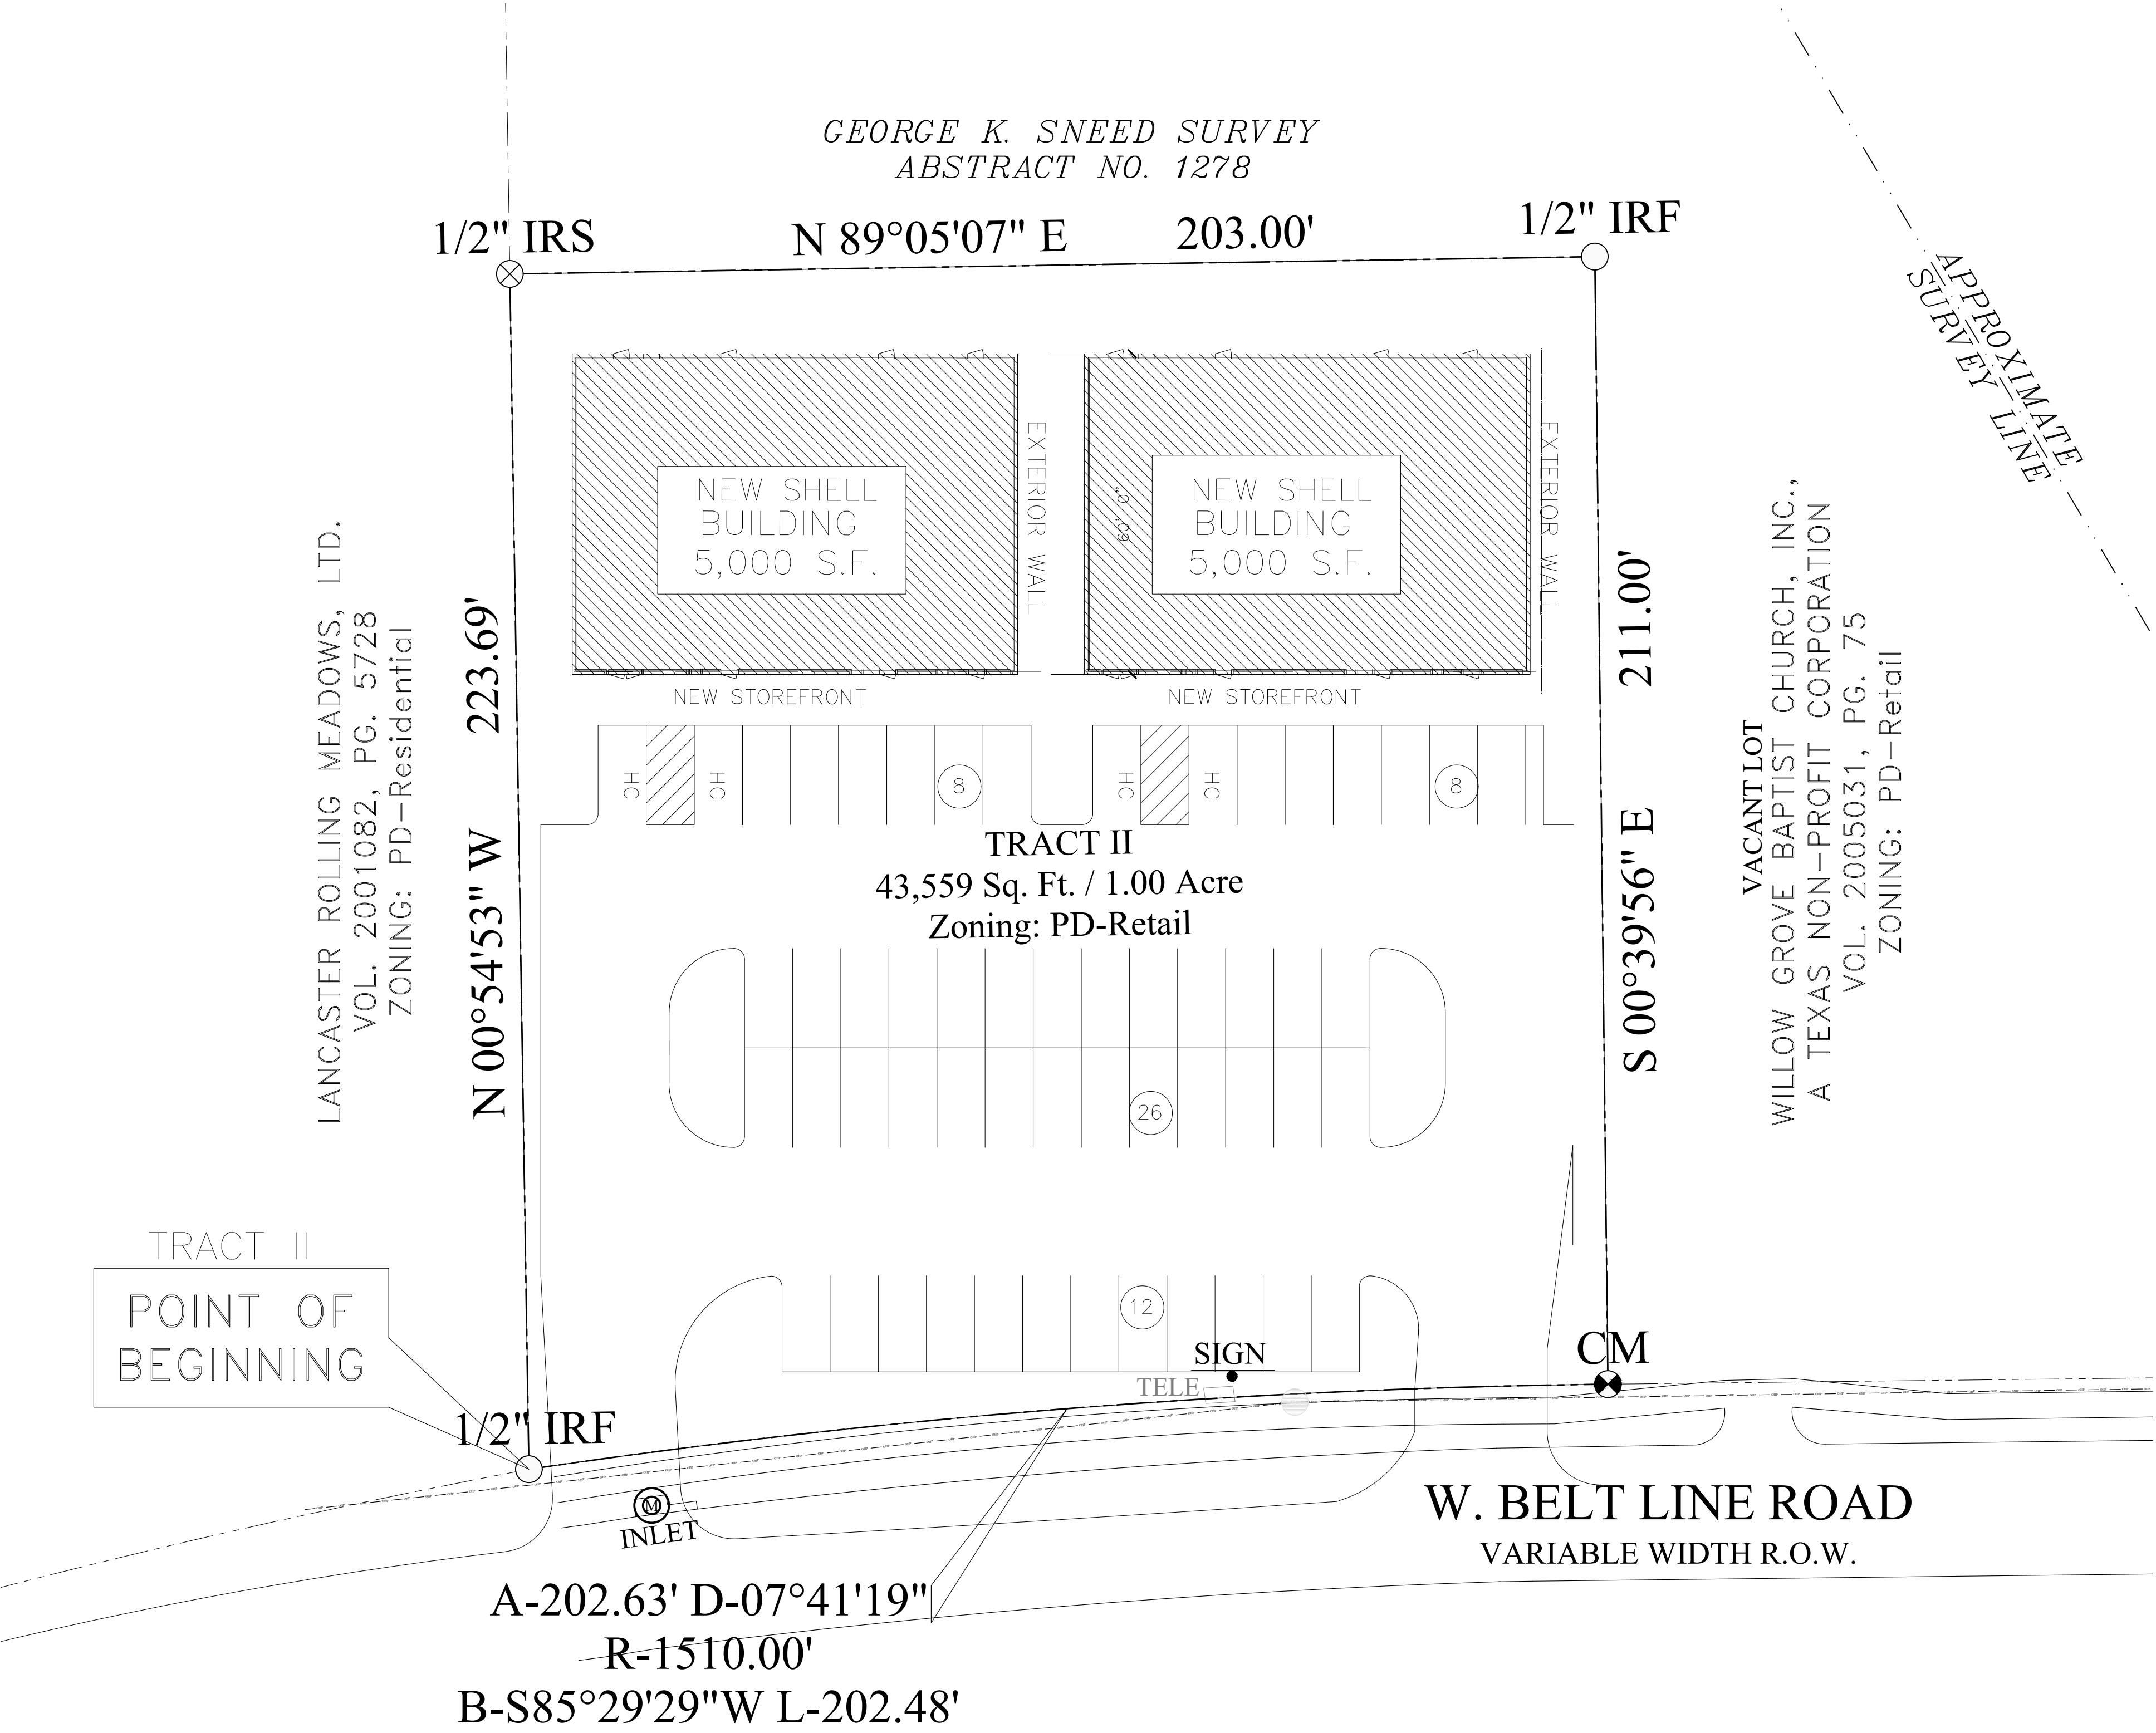 GEORGE K. SNEED SURVEY
ABSTRACT NO. 1278
1/2" IRS
N 89°05'07" E 203.00'
1/2" IRF
APPROXIMATE
SURVEY LINE
NEW SHELL
BUILDING
5,000 S.F.
EXTERIOR WALL
60'-0"
NEW SHELL
BUILDING
5,000 S.F.
EXTERIOR WALL
NEW STOREFRONT
NEW STOREFRONT
HC
HC
8
HC
HC
8
LANCASTER ROLLING MEADOWS, LTD.
VOL. 2001082, PG. 5728
ZONING: PD-Residential
N 00°54'53" W 223.69'
TRACT II
43,559 Sq. Ft. / 1.00 Acre
Zoning: PD-Retail
S 00°39'56" E 211.00'
VACANT LOT
WILLOW GROVE BAPTIST CHURCH, INC.,
A TEXAS NON-PROFIT CORPORATION
VOL. 2005031, PG. 75
ZONING: PD-Retail
26
12
TRACT II
POINT OF
BEGINNING
SIGN
TELE
CM
1/2" IRF
M
INLET
W. BELT LINE ROAD
VARIABLE WIDTH R.O.W.
A-202.63' D-07°41'19"
R-1510.00'
B-S85°29'29"W L-202.48'